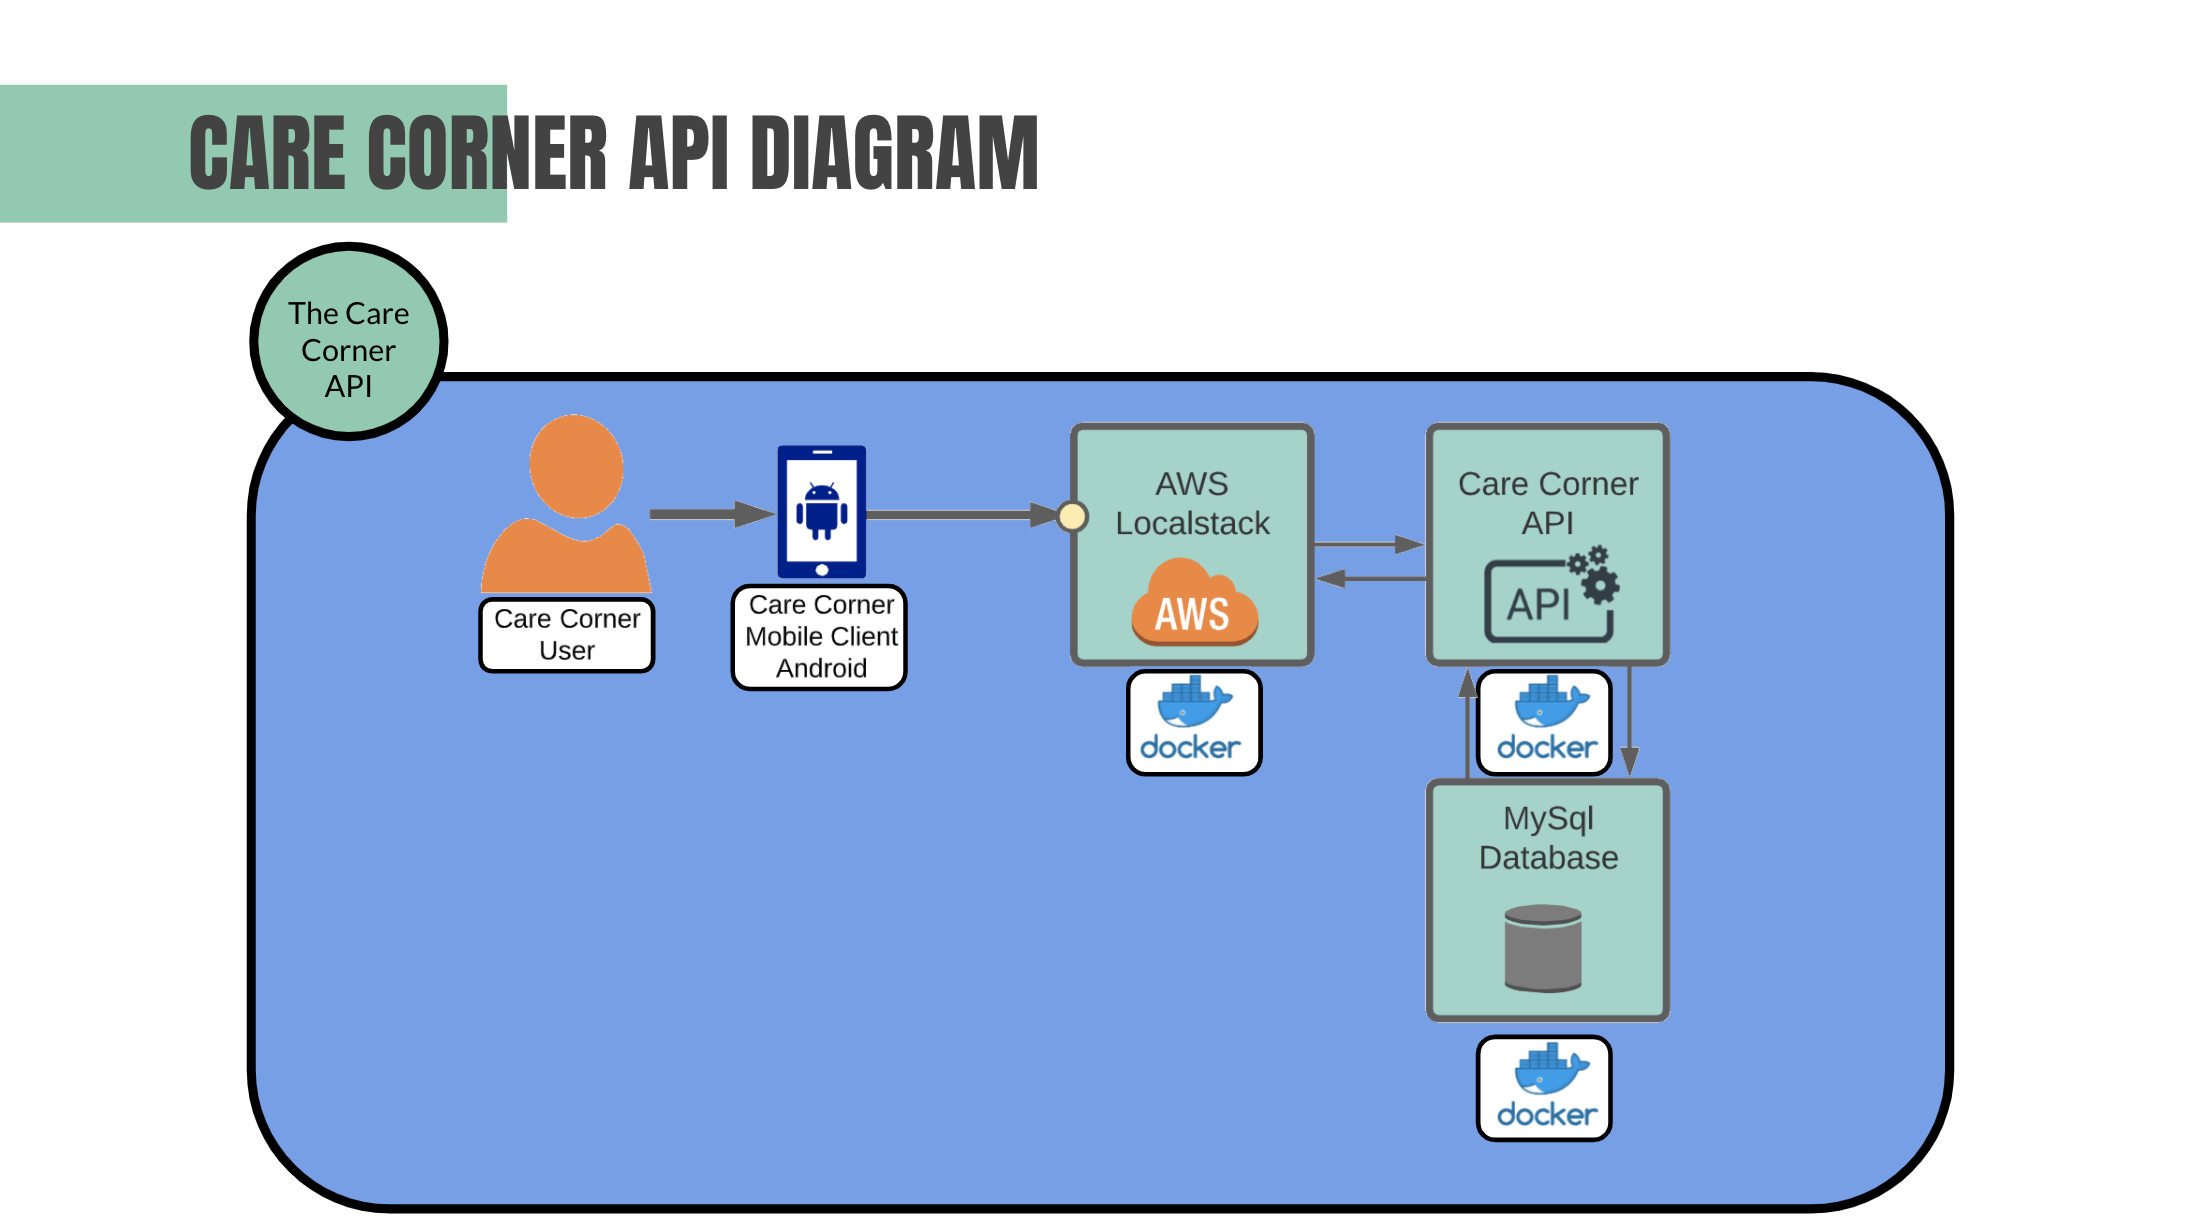 CARE CORNER API DIAGRAM
The Care
Corner
API
Care Corner
User
Care Corner
Mobile Client
Android
AWS
Localstack
AWS
docker
Care Corner
API
API
docker
MySql
Database
docker